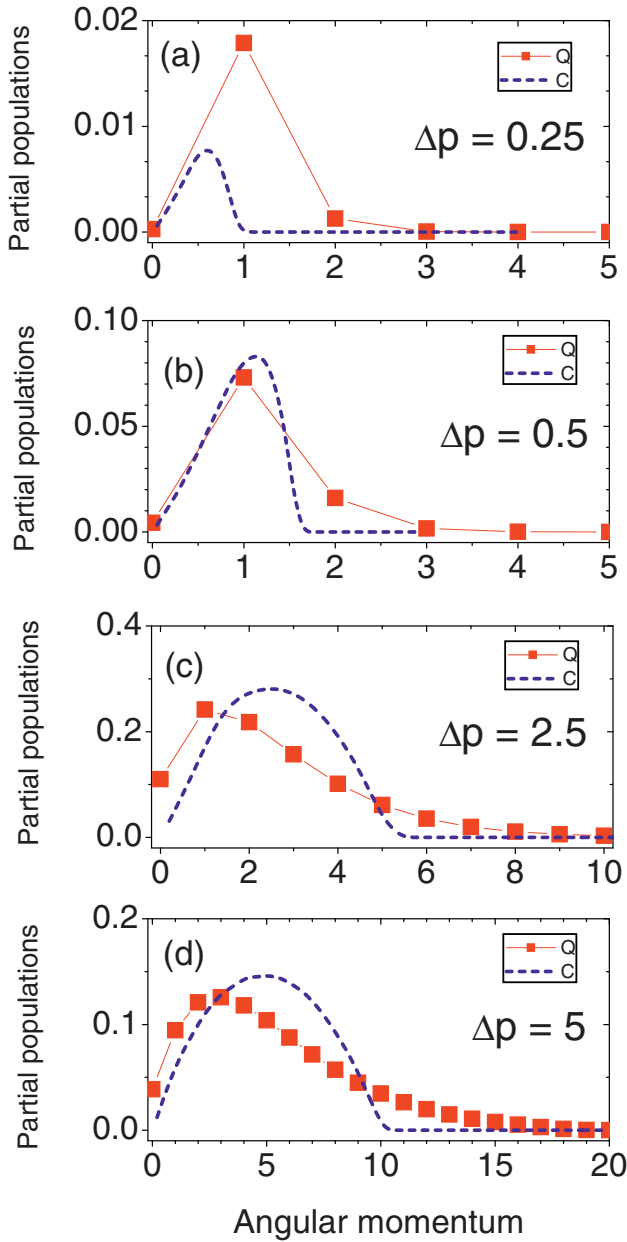 0.02
(a)
Q
C
Partial populations
0.01
Δp = 0.25
0.00
0 1 2 3 4 5
0.10
(b)
Q
C
Partial populations
0.05
Δp = 0.5
0.00
0 1 2 3 4 5
0.4
(c)
Q
C
Partial populations
0.2
Δp = 2.5
0.0
0 2 4 6 8 10
0.2
(d)
Q
C
Partial populations
0.1
Δp = 5
0.0
0 5 10 15 20
Angular momentum